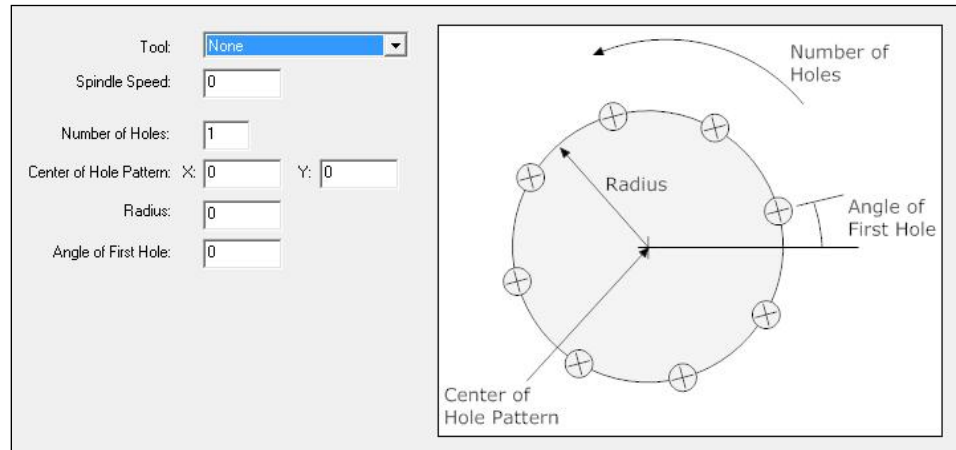 Tool: None
Spindle Speed: 0
Number of Holes: 1
Center of Hole Pattern: X: 0 Y: 0
Radius: 0
Angle of First Hole: 0
Number of
Holes
Radius
Angle of
First Hole
Center of
Hole Pattern